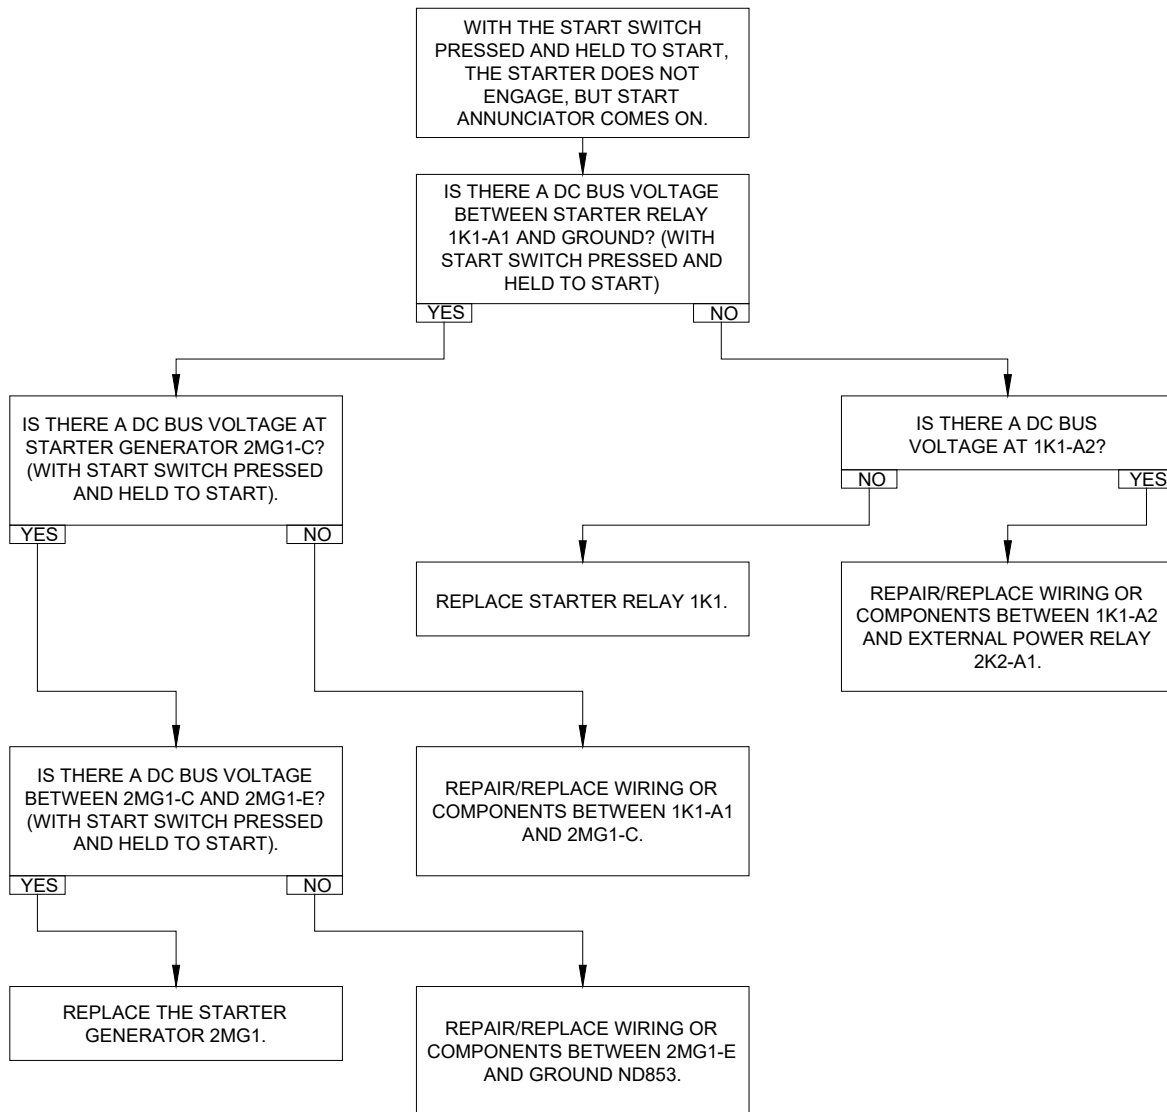 WITH THE START SWITCH
PRESSED AND HELD TO START,
THE STARTER DOES NOT
ENGAGE, BUT START
ANNUNCIATOR COMES ON.
IS THERE A DC BUS VOLTAGE
BETWEEN STARTER RELAY
1K1-A1 AND GROUND? (WITH
START SWITCH PRESSED AND
HELD TO START)
YES
NO
IS THERE A DC BUS VOLTAGE AT
STARTER GENERATOR 2MG1-C?
(WITH START SWITCH PRESSED
AND HELD TO START).
YES
NO
IS THERE A DC BUS
VOLTAGE AT 1K1-A2?
NO
YES
REPLACE STARTER RELAY 1K1.
REPAIR/REPLACE WIRING OR
COMPONENTS BETWEEN 1K1-A2
AND EXTERNAL POWER RELAY
2K2-A1.
IS THERE A DC BUS VOLTAGE
BETWEEN 2MG1-C AND 2MG1-E?
(WITH START SWITCH PRESSED
AND HELD TO START).
YES
NO
REPAIR/REPLACE WIRING OR
COMPONENTS BETWEEN 1K1-A1
AND 2MG1-C.
REPLACE THE STARTER
GENERATOR 2MG1.
REPAIR/REPLACE WIRING OR
COMPONENTS BETWEEN 2MG1-E
AND GROUND ND853.